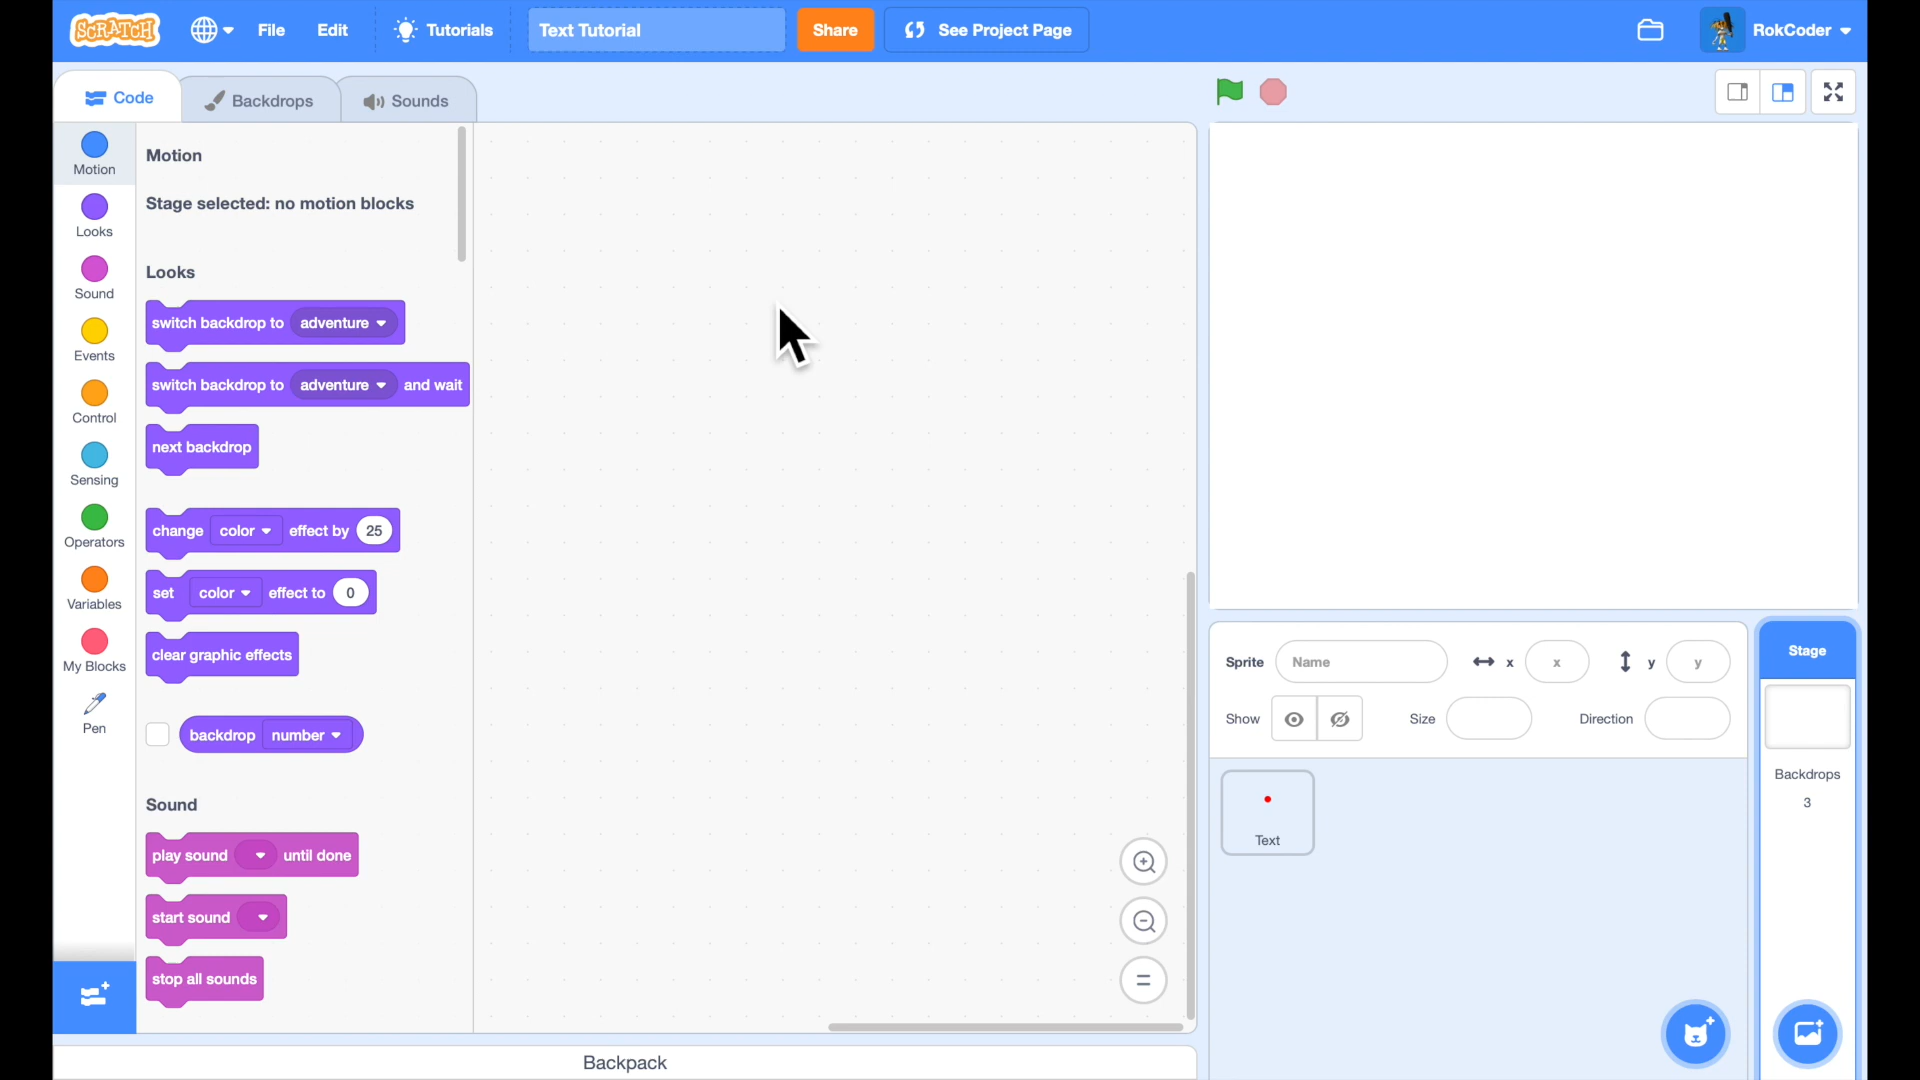 SCRATCH File Edit Tutorials Text Tutorial Share See Project Page RokCoder
Code Backdrops Sounds
Motion
Looks
Sound
Events
Control
Sensing
Operators
Variables
My Blocks
Pen
Motion
Stage selected: no motion blocks
Looks
switch backdrop to adventure
switch backdrop to adventure and wait
next backdrop
change color effect by 25
set color effect to 0
clear graphic effects
backdrop number
Sound
play sound until done
start sound
stop all sounds
Backpack
Sprite Name x x y y
Show Size Direction
Text
Stage
Backdrops
3